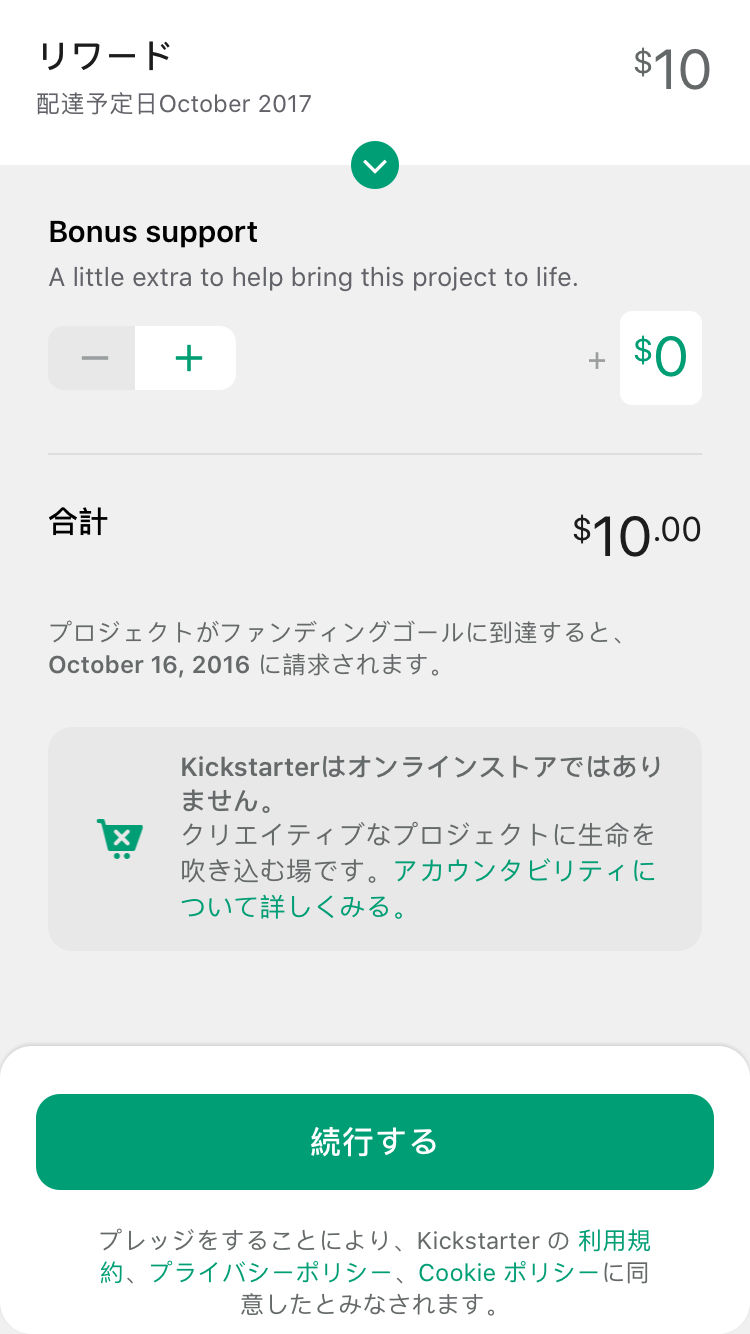 リワード
$10
配達予定日October 2017
Bonus support
A little extra to help bring this project to life.
+ $0
合計
$10.00
プロジェクトがファンディングゴールに到達すると、
October 16, 2016 に請求されます。
Kickstarterはオンラインストアではあり
ません。
クリエイティブなプロジェクトに生命を
吹き込む場です。アカウンタビリティに
ついて詳しくみる。
続行する
プレッジをすることにより、Kickstarter の 利用規
約、プライバシーポリシー、Cookie ポリシーに同
意したとみなされます。